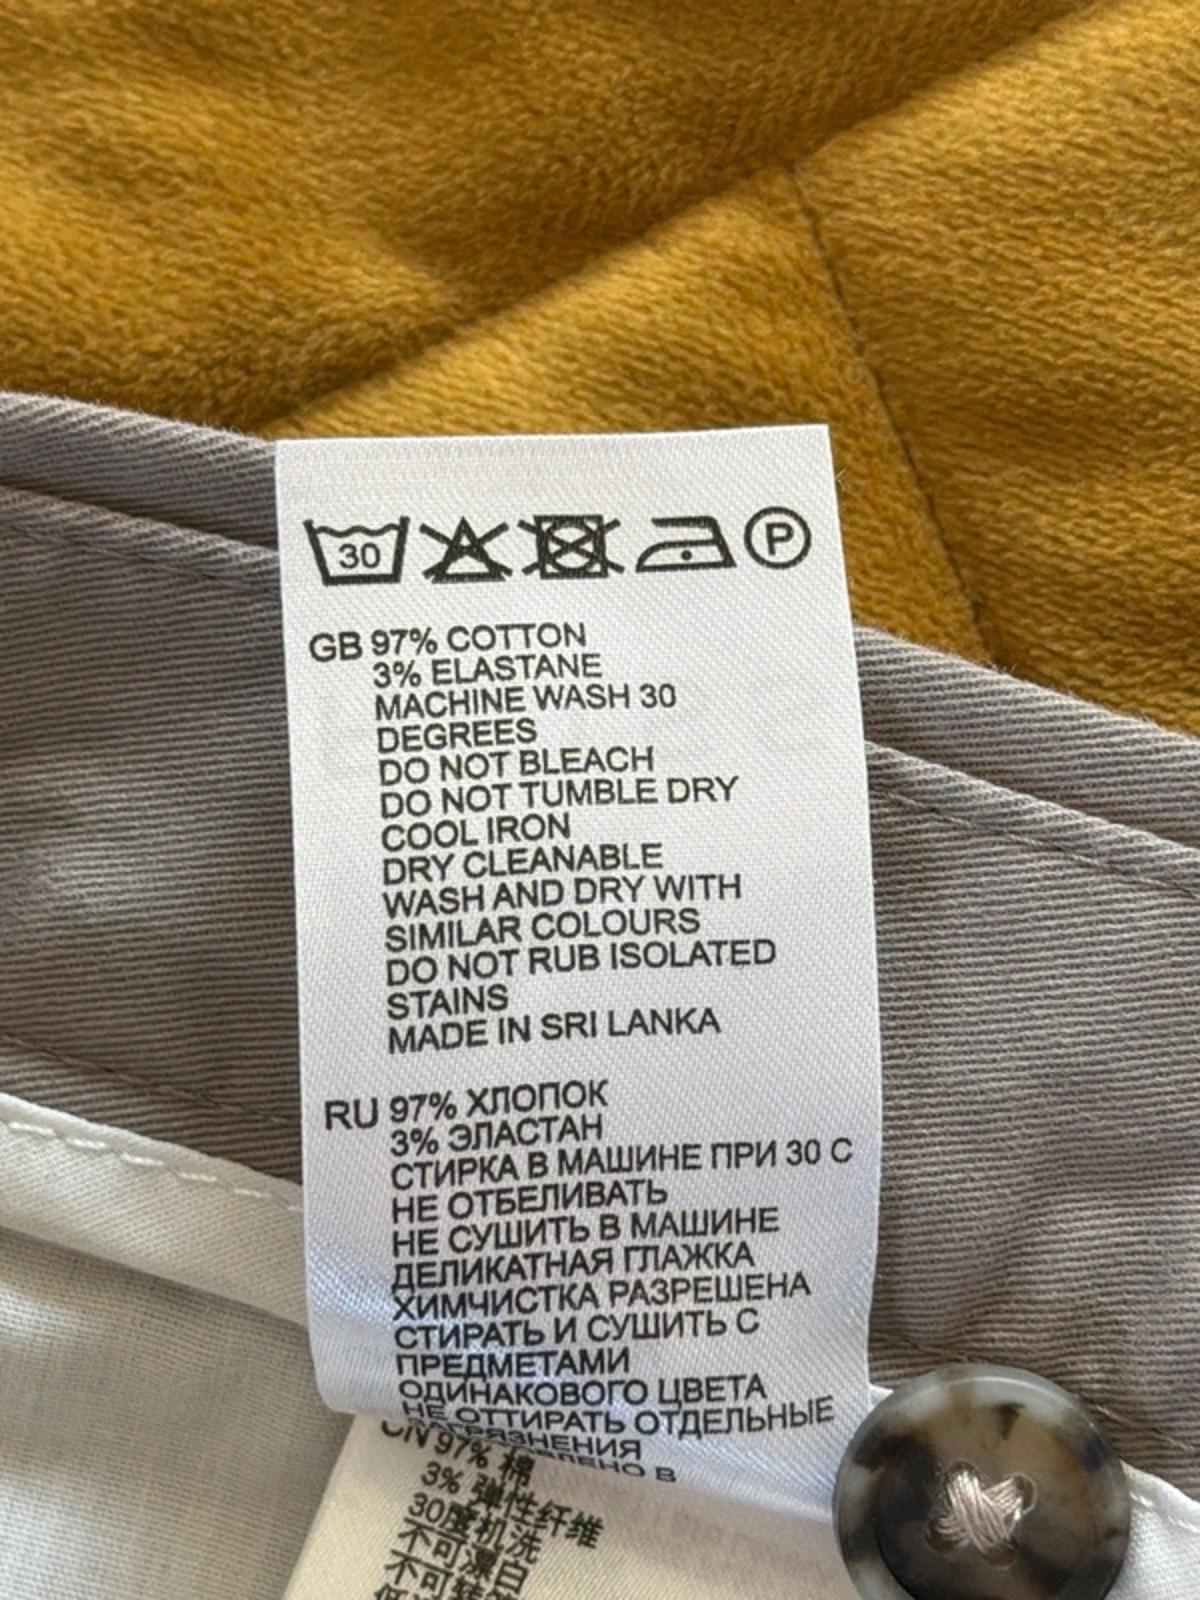 30 P
GB 97% COTTON
3% ELASTANE
MACHINE WASH 30
DEGREES
DO NOT BLEACH
DO NOT TUMBLE DRY
COOL IRON
DRY CLEANABLE
WASH AND DRY WITH
SIMILAR COLOURS
DO NOT RUB ISOLATED
STAINS
MADE IN SRI LANKA
RU 97% ХЛОПОК
3% ЭЛАСТАН
СТИРКА В МАШИНЕ ПРИ 30 С
НЕ ОТБЕЛИВАТЬ
НЕ СУШИТЬ В МАШИНЕ
ДЕЛИКАТНАЯ ГЛАЖКА
ХИМЧИСТКА РАЗРЕШЕНА
СТИРАТЬ И СУШИТЬ С
ПРЕДМЕТАМИ
ОДИНАКОВОГО ЦВЕТА
НЕ ОТТИРАТЬ ОТДЕЛЬНЫЕ
ЗАГРЯЗНЕНИЯ
В
CN 97% 棉
3% 弹性纤维
30度机洗
不可漂白
不可转